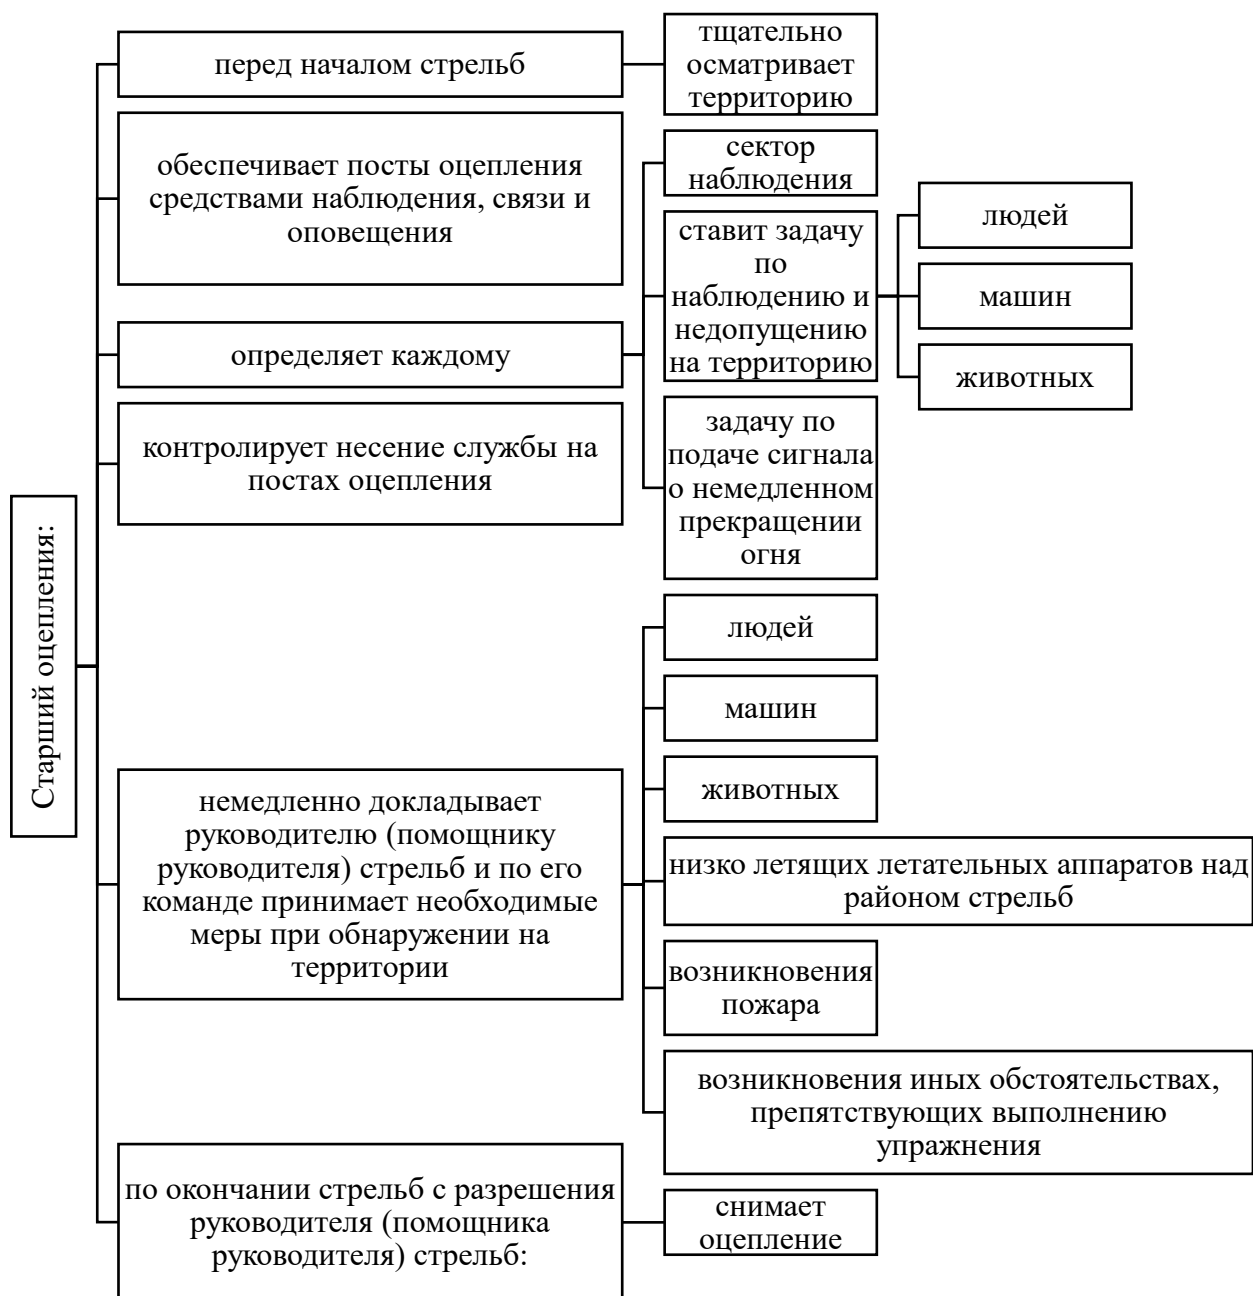 Старший оцепления:
перед началом стрельб
тщательно
осматривает
территорию
обеспечивает посты оцепления
средствами наблюдения, связи и
оповещения
определяет каждому
сектор
наблюдения
ставит задачу
по
наблюдению и
недопущению
на территорию
людей
машин
животных
задачу по
подаче сигнала
о немедленном
прекращении
огня
контролирует несение службы на
постах оцепления
немедленно докладывает
руководителю (помощнику
руководителя) стрельб и по его
команде принимает необходимые
меры при обнаружении на
территории
людей
машин
животных
низко летящих летательных аппаратов над
районом стрельб
возникновения
пожара
возникновения иных обстоятельствах,
препятствующих выполнению
упражнения
по окончании стрельб с разрешения
руководителя (помощника
руководителя) стрельб:
снимает
оцепление